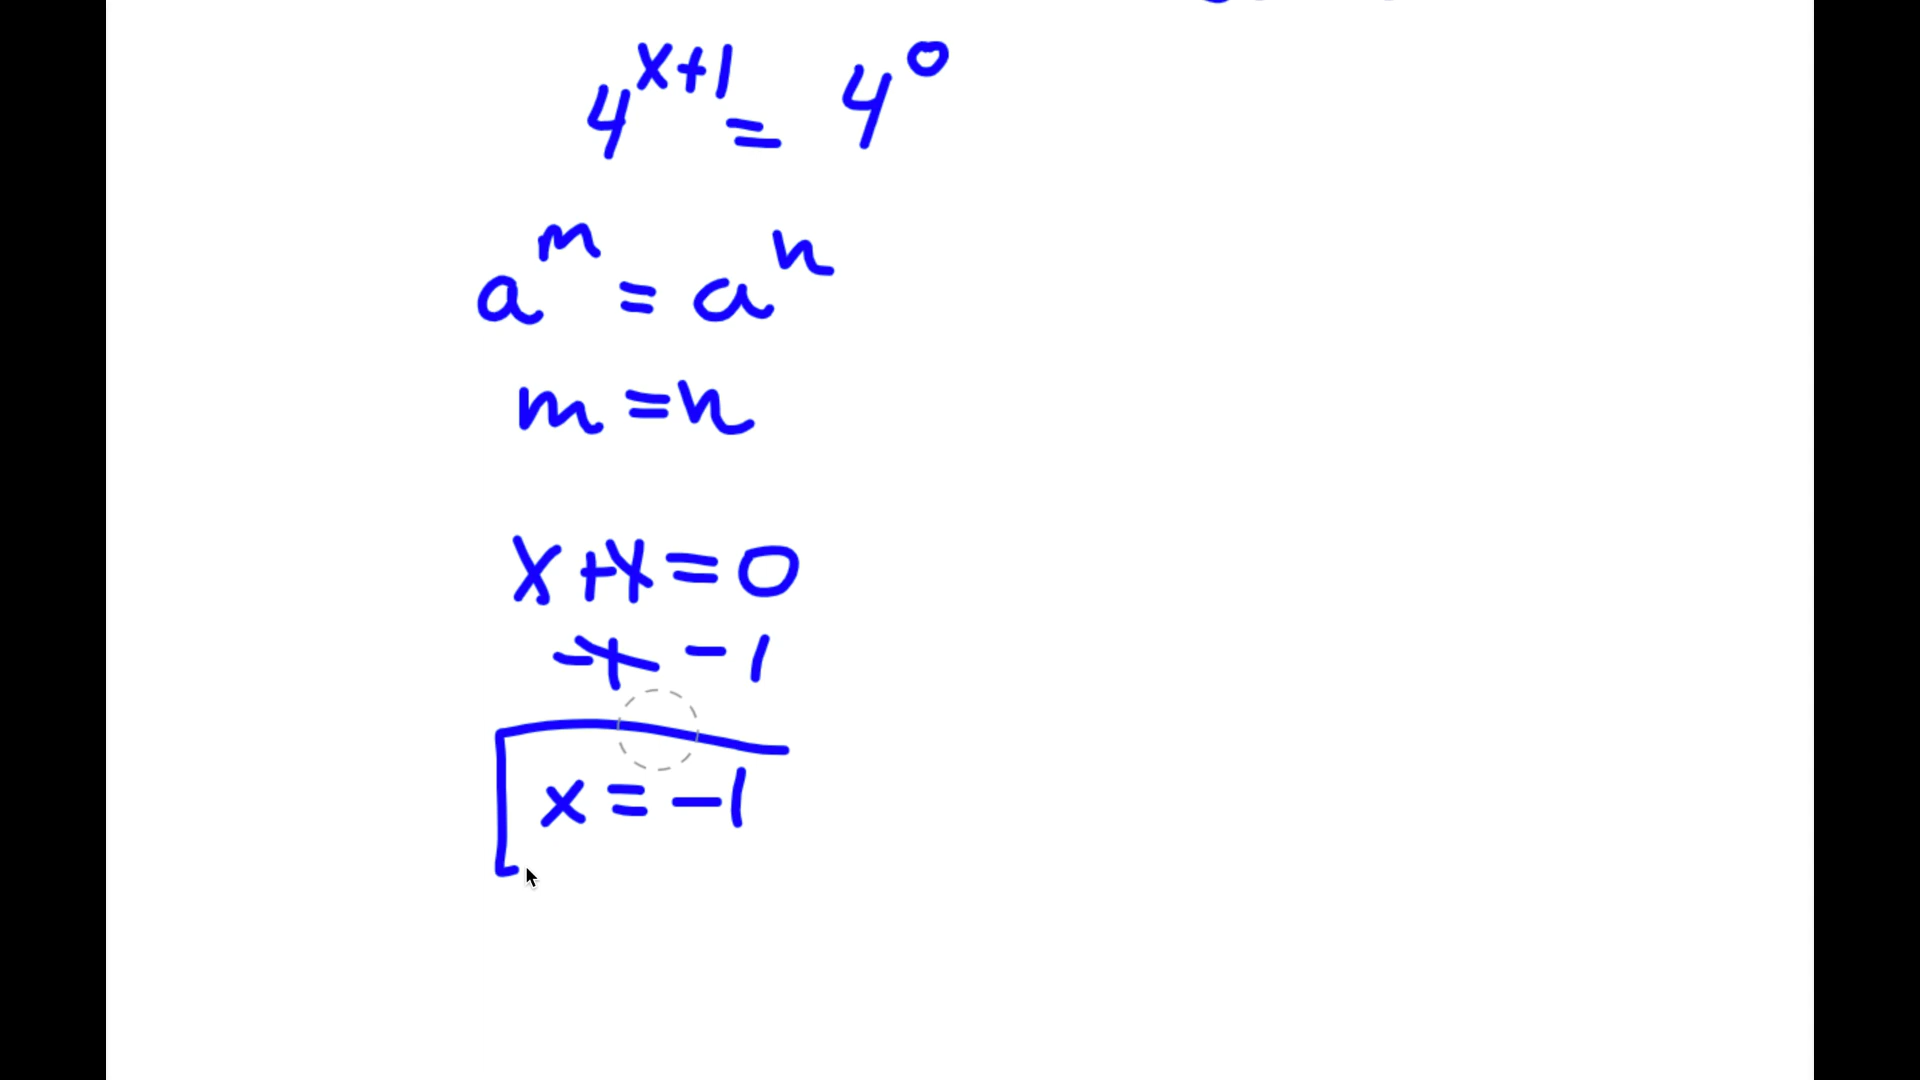 4^{x+1} = 4^0
a^m = a^n
m = n
x + 1 = 0
- 1 - 1
x = -1